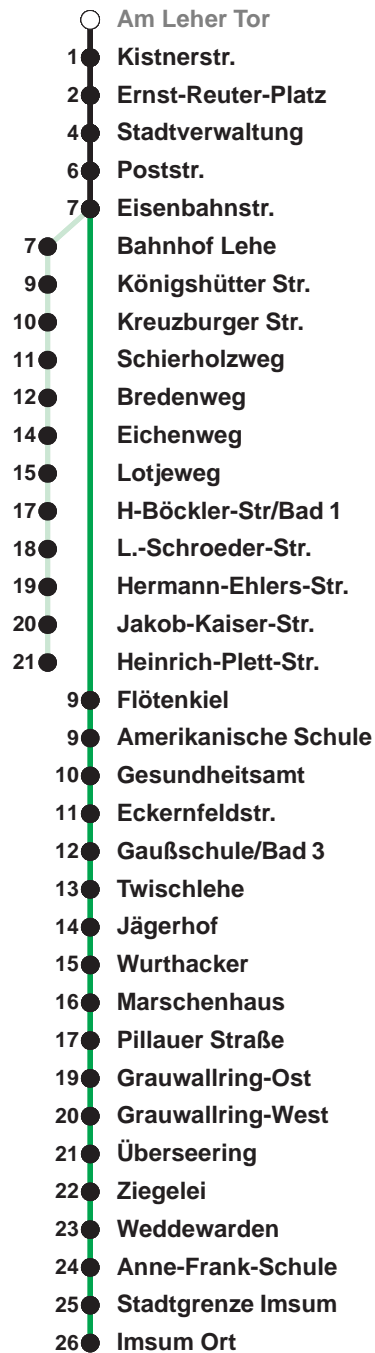 Am Leher Tor
1 Kistnerstr.
2 Ernst-Reuter-Platz
4 Stadtverwaltung
6 Poststr.
7 Eisenbahnstr.
7 Bahnhof Lehe
9 Königshütter Str.
10 Kreuzburger Str.
11 Schierholzweg
12 Bredenweg
14 Eichenweg
15 Lotjeweg
17 H-Böckler-Str/Bad 1
18 L.-Schroeder-Str.
19 Hermann-Ehlers-Str.
20 Jakob-Kaiser-Str.
21 Heinrich-Plett-Str.
9 Flötenkiel
9 Amerikanische Schule
10 Gesundheitsamt
11 Eckernfeldstr.
12 Gaußschule/Bad 3
13 Twischlehe
14 Jägerhof
15 Wurthacker
16 Marschenhaus
17 Pillauer Straße
19 Grauwallring-Ost
20 Grauwallring-West
21 Überseering
22 Ziegelei
23 Weddewarden
24 Anne-Frank-Schule
25 Stadtgrenze Imsum
26 Imsum Ort